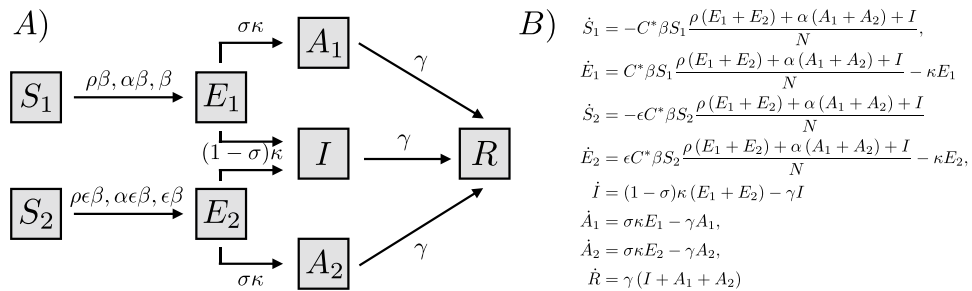 A)
S₁
ρβ, αβ, β
E₁
σκ
A₁
γ
(1 − σ)κ
I
γ
R
S₂
ρϵβ, αϵβ, ϵβ
E₂
σκ
A₂
γ
B)
Ṡ₁ = −C*βS₁ (ρ(E₁ + E₂) + α(A₁ + A₂) + I)/N,
Ė₁ = C*βS₁ (ρ(E₁ + E₂) + α(A₁ + A₂) + I)/N − κE₁
Ṡ₂ = −ϵC*βS₂ (ρ(E₁ + E₂) + α(A₁ + A₂) + I)/N
Ė₂ = ϵC*βS₂ (ρ(E₁ + E₂) + α(A₁ + A₂) + I)/N − κE₂,
İ = (1 − σ)κ(E₁ + E₂) − γI
Ȧ₁ = σκE₁ − γA₁,
Ȧ₂ = σκE₂ − γA₂,
Ṙ = γ(I + A₁ + A₂)